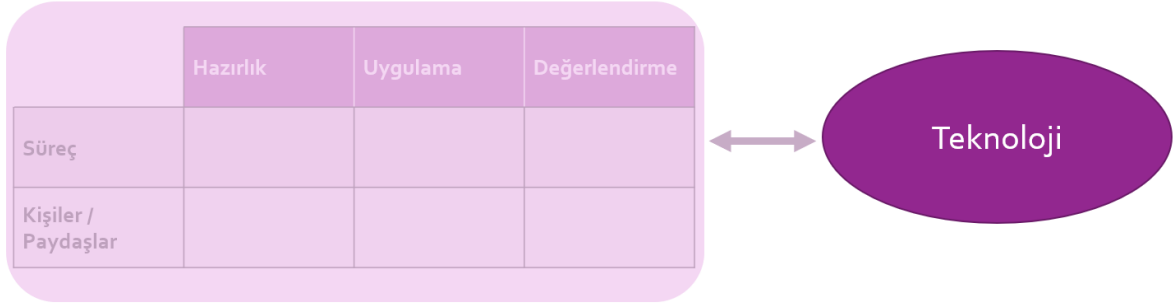 Hazırlık Uygulama Değerlendirme
Süreç
Kişiler /
Paydaşlar
Teknoloji